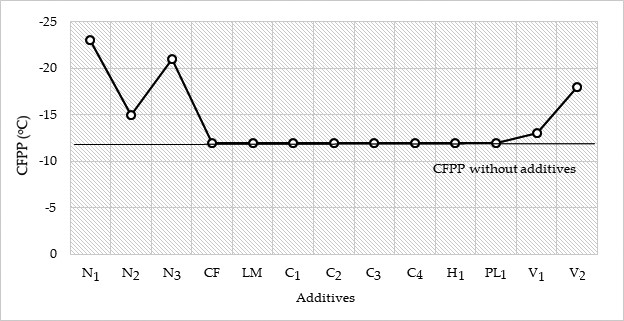 -25
-20
-15
-10
-5
0
CFPP (°C)
CFPP without additives
N1 N2 N3 CF LM C1 C2 C3 C4 H1 PL1 V1 V2
Additives